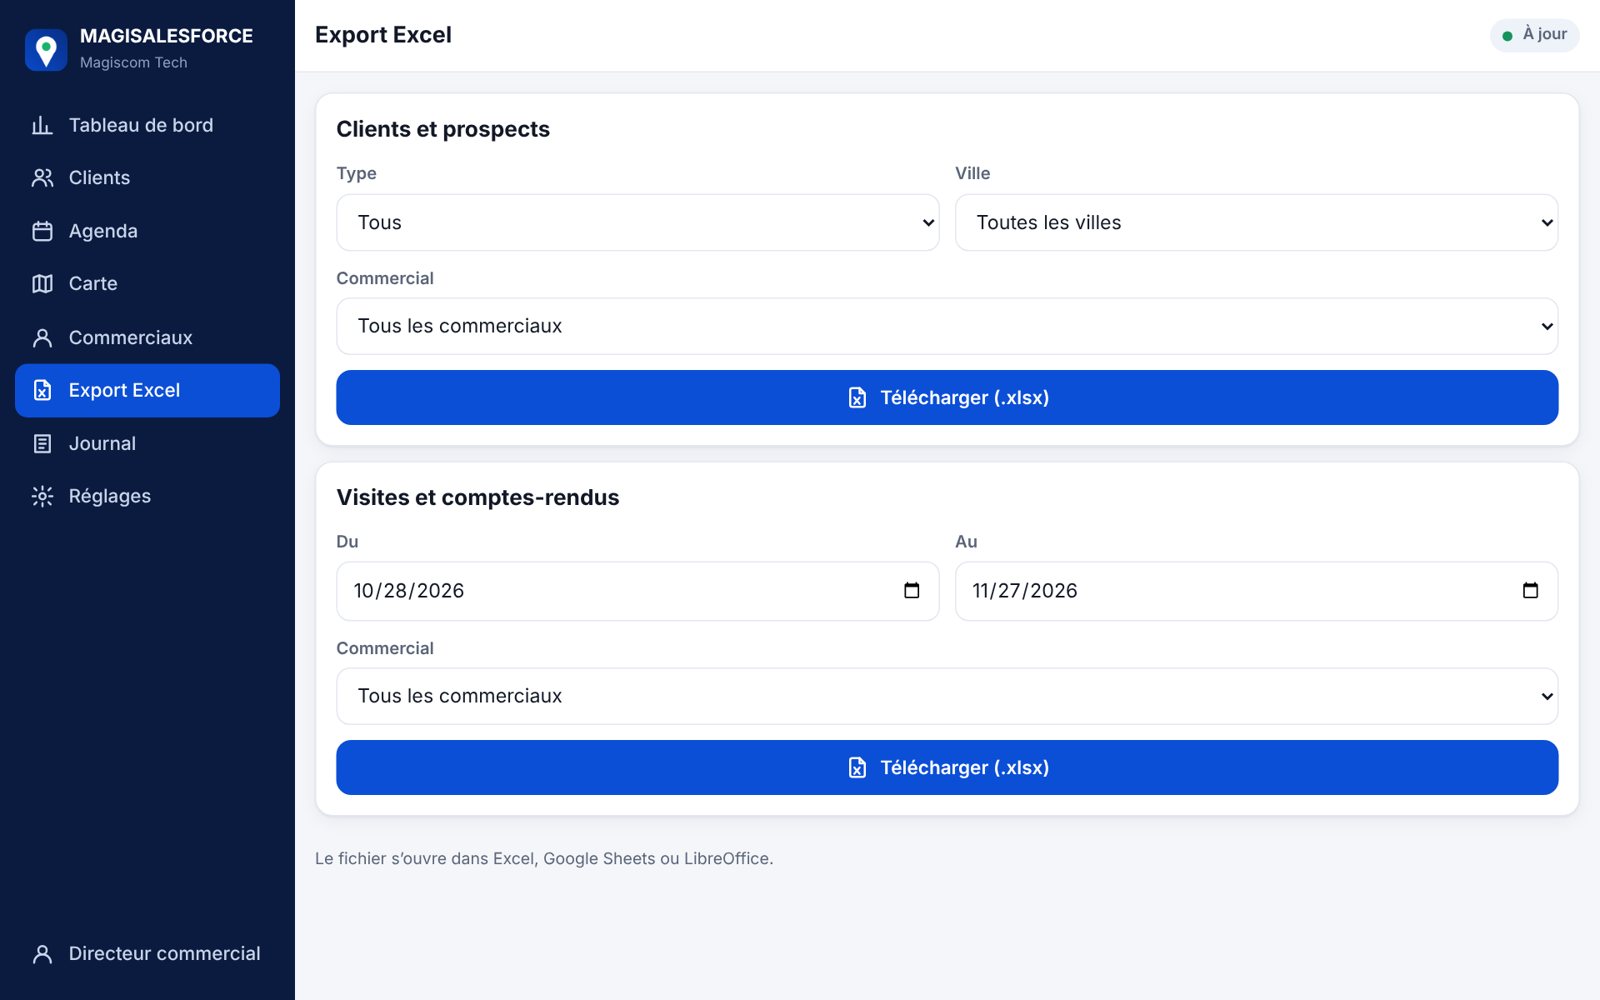 MAGISALESFORCE
Magiscom Tech
Tableau de bord
Clients
Agenda
Carte
Commerciaux
Export Excel
Journal
Réglages
Directeur commercial
Export Excel
À jour
Clients et prospects
Type
Ville
Tous
Toutes les villes
Commercial
Tous les commerciaux
Télécharger (.xlsx)
Visites et comptes-rendus
Du
Au
10/28/2026
11/27/2026
Commercial
Tous les commerciaux
Télécharger (.xlsx)
Le fichier s’ouvre dans Excel, Google Sheets ou LibreOffice.